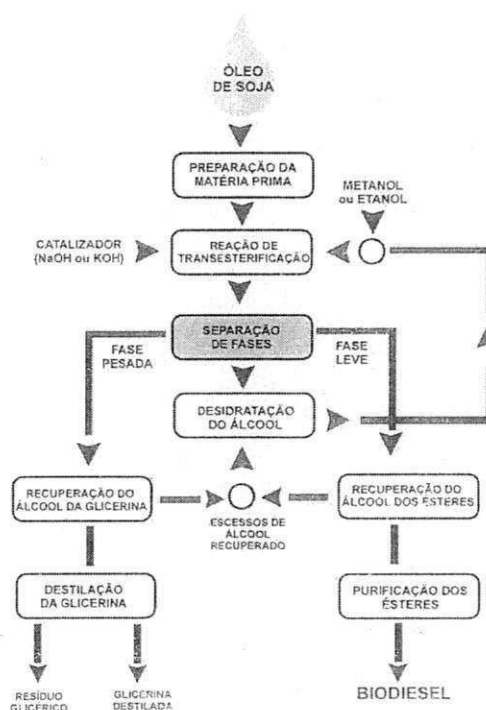 ÓLEO
DE SOJA
PREPARAÇÃO DA
MATÉRIA PRIMA
METANOL
ou ETANOL
CATALIZADOR
(NaOH ou KOH)
REAÇÃO DE
TRANSESTERIFICAÇÃO
SEPARAÇÃO
DE FASES
FASE
PESADA
FASE
LEVE
DESIDRATAÇÃO
DO ÁLCOOL
RECUPERAÇÃO DO
ÁLCOOL DA GLICERINA
ESCESSOS DE
ÁLCOOL
RECUPERADO
RECUPERAÇÃO DO
ÁLCOOL DOS ÉSTERES
DESTILAÇÃO
DA GLICERINA
PURIFICAÇÃO DOS
ÉSTERES
RESÍDUO
GLICÉRICO
GLICERINA
DESTILADA
BIODIESEL